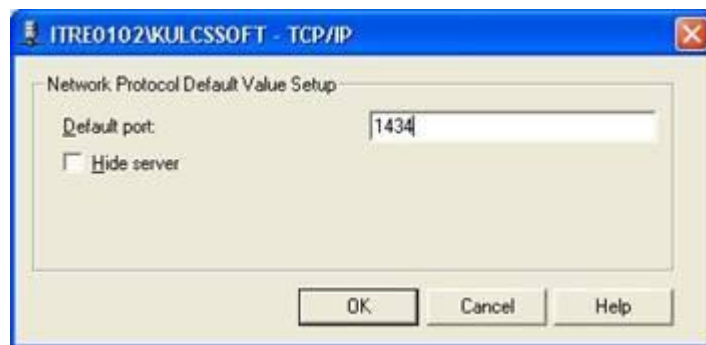 ITRE0102\KULCSSOFT - TCP/IP
Network Protocol Default Value Setup
Default port: 1434
Hide server
OK Cancel Help